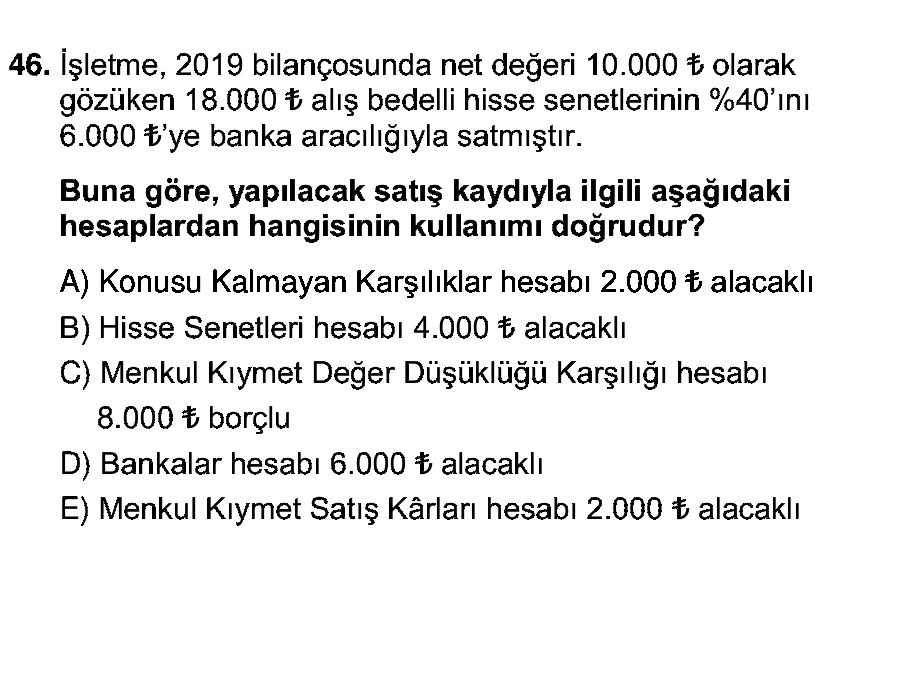 46. İşletme, 2019 bilançosunda net değeri 10.000 ₺ olarak
gözüken 18.000 ₺ alış bedelli hisse senetlerinin %40’ını
6.000 ₺’ye banka aracılığıyla satmıştır.
Buna göre, yapılacak satış kaydıyla ilgili aşağıdaki
hesaplardan hangisinin kullanımı doğrudur?
A) Konusu Kalmayan Karşılıklar hesabı 2.000 ₺ alacaklı
B) Hisse Senetleri hesabı 4.000 ₺ alacaklı
C) Menkul Kıymet Değer Düşüklüğü Karşılığı hesabı
8.000 ₺ borçlu
D) Bankalar hesabı 6.000 ₺ alacaklı
E) Menkul Kıymet Satış Kârları hesabı 2.000 ₺ alacaklı